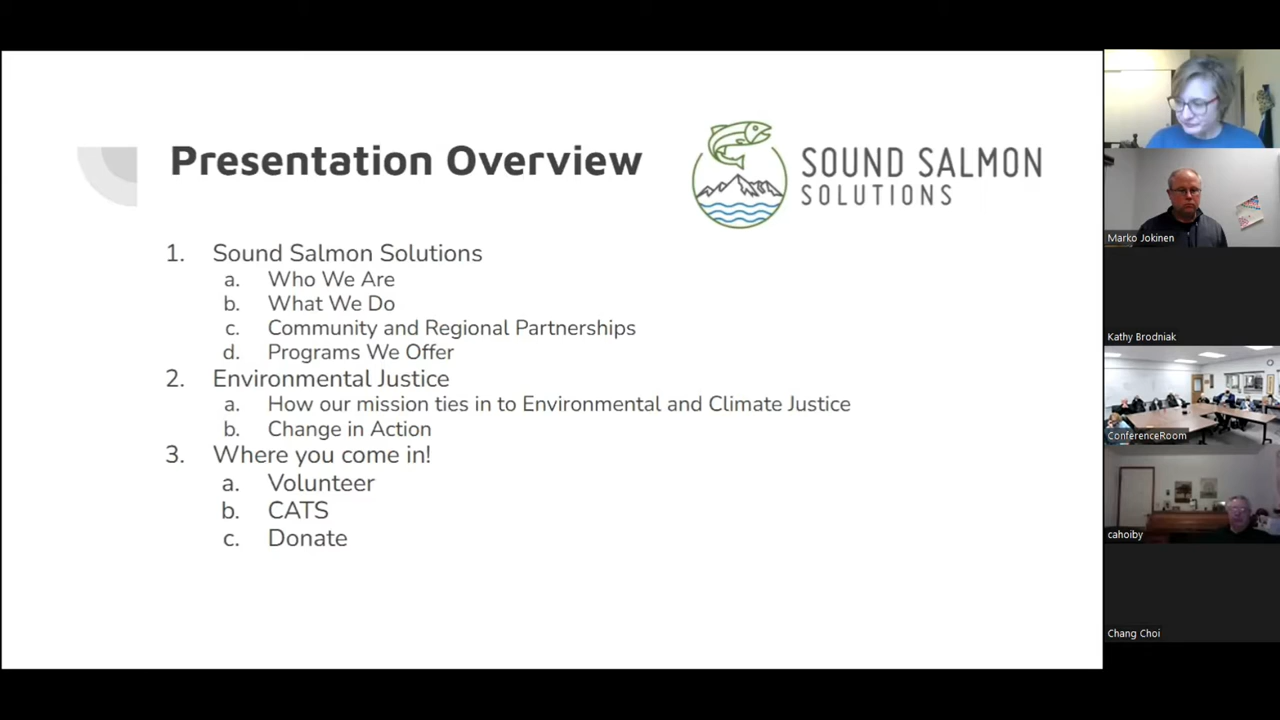 Presentation Overview
SOUND SALMON
SOLUTIONS
1. Sound Salmon Solutions
a. Who We Are
b. What We Do
c. Community and Regional Partnerships
d. Programs We Offer
2. Environmental Justice
a. How our mission ties in to Environmental and Climate Justice
b. Change in Action
3. Where you come in!
a. Volunteer
b. CATS
c. Donate
Marko Jokinen
Kathy Brodniak
ConferenceRoom
cahoiby
Chang Choi